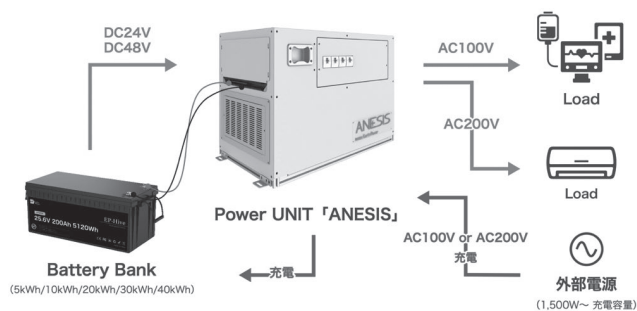 DC24V
DC48V
AC100V
Load
AC200V
ANESIS
Load
25.6V 200Ah 5120Wh
EP Hive
Power UNIT「ANESIS」
AC100V or AC200V
充電
充電
Battery Bank
(5kWh/10kWh/20kWh/30kWh/40kWh)
外部電源
(1,500W〜 充電容量)